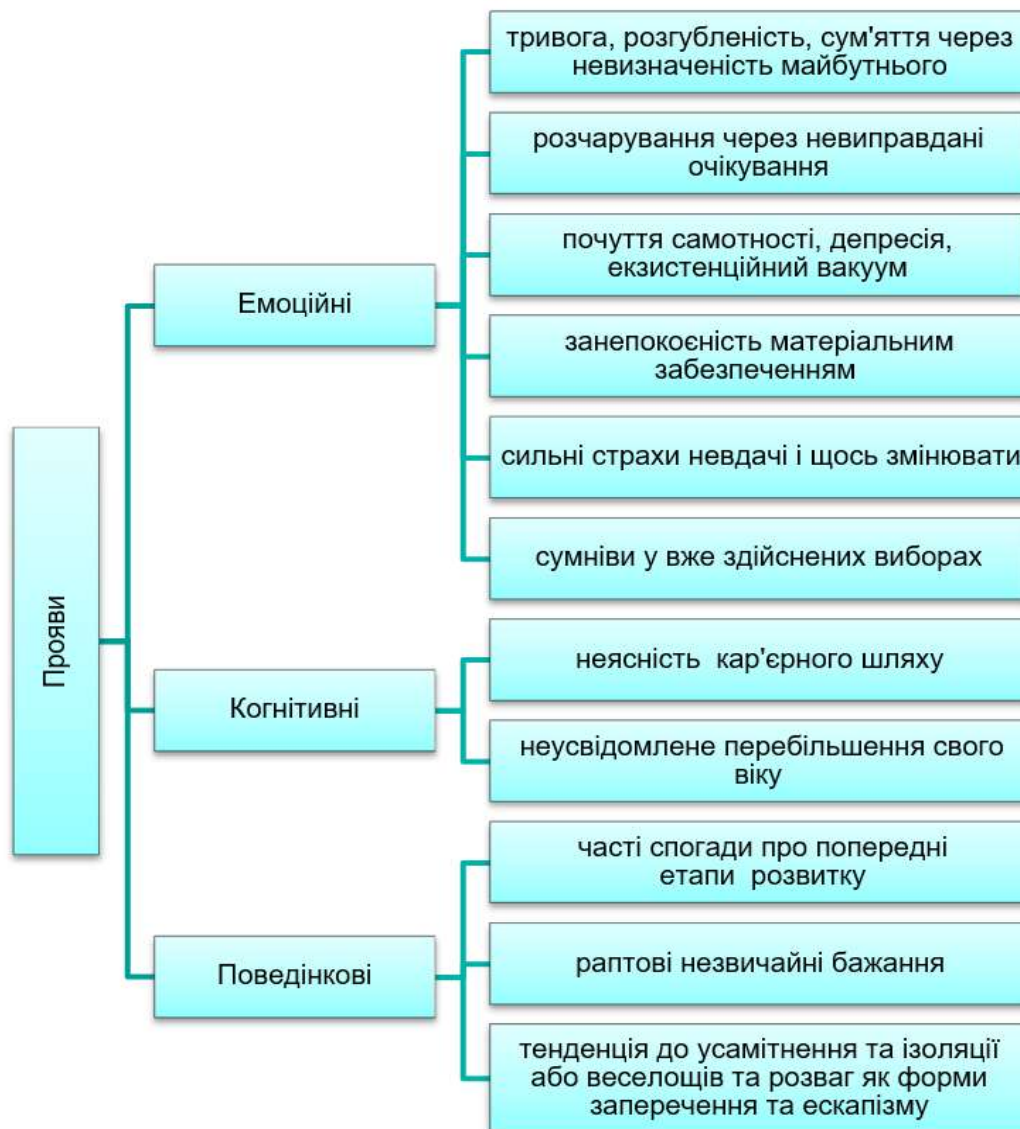 Прояви
Емоційні
тривога, розгубленість, сум'яття через
невизначеність майбутнього
розчарування через невиправдані
очікування
почуття самотності, депресія,
екзистенційний вакуум
занепокоєність матеріальним
забезпеченням
сильні страхи невдачі і щось змінювати
сумніви у вже здійснених виборах
Когнітивні
неясність кар'єрного шляху
неусвідомлене перебільшення свого
віку
Поведінкові
часті спогади про попередні
етапи розвитку
раптові незвичайні бажання
тенденція до усамітнення та ізоляції
або веселощів та розваг як форми
заперечення та ескапізму